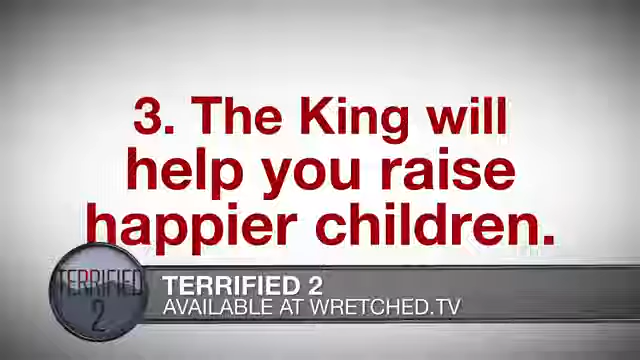 3. The King will
help you raise
happier children.
TERRIFIED
2
TERRIFIED 2
AVAILABLE AT WRETCHED.TV